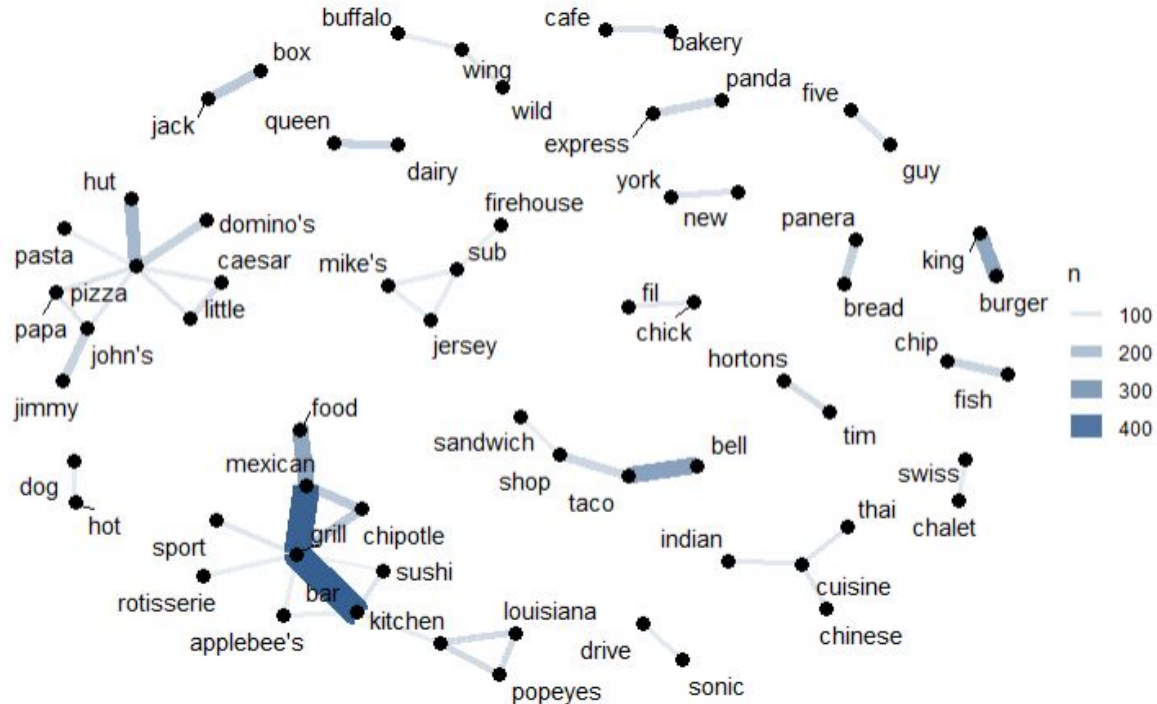 buffalo
cafe
box
bakery
wing
panda
five
jack
queen
wild
express
dairy
guy
hut
york
firehouse
new
panera
domino's
pasta
caesar
mike's
sub
king
n
pizza
fil
burger
papa
little
bread
100
chick
john's
jersey
chip
200
hortons
jimmy
fish
300
food
tim
400
sandwich
bell
mexican
shop
taco
swiss
dog
thai
hot
chalet
grill
chipotle
indian
sport
sushi
cuisine
bar
rotisserie
louisiana
kitchen
applebee's
chinese
drive
popeyes
sonic